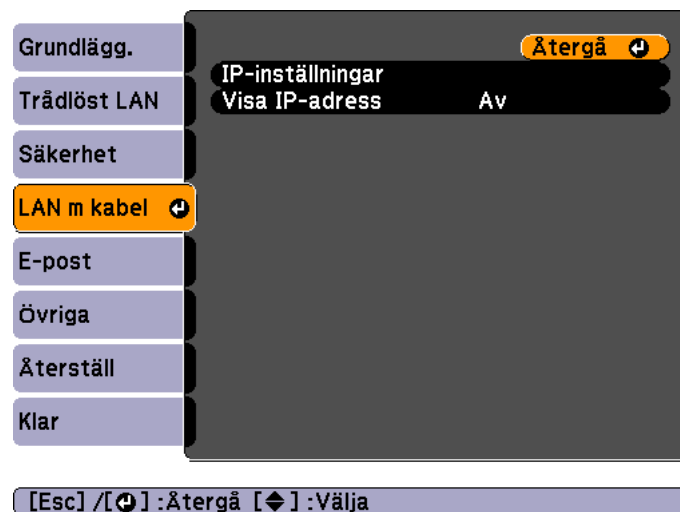 Grundlägg.
Trådlöst LAN
Säkerhet
LAN m kabel
E-post
Övriga
Återställ
Klar
Återgå
IP-inställningar
Visa IP-adress Av
[Esc] /[ ] :Återgå [ ] :Välja